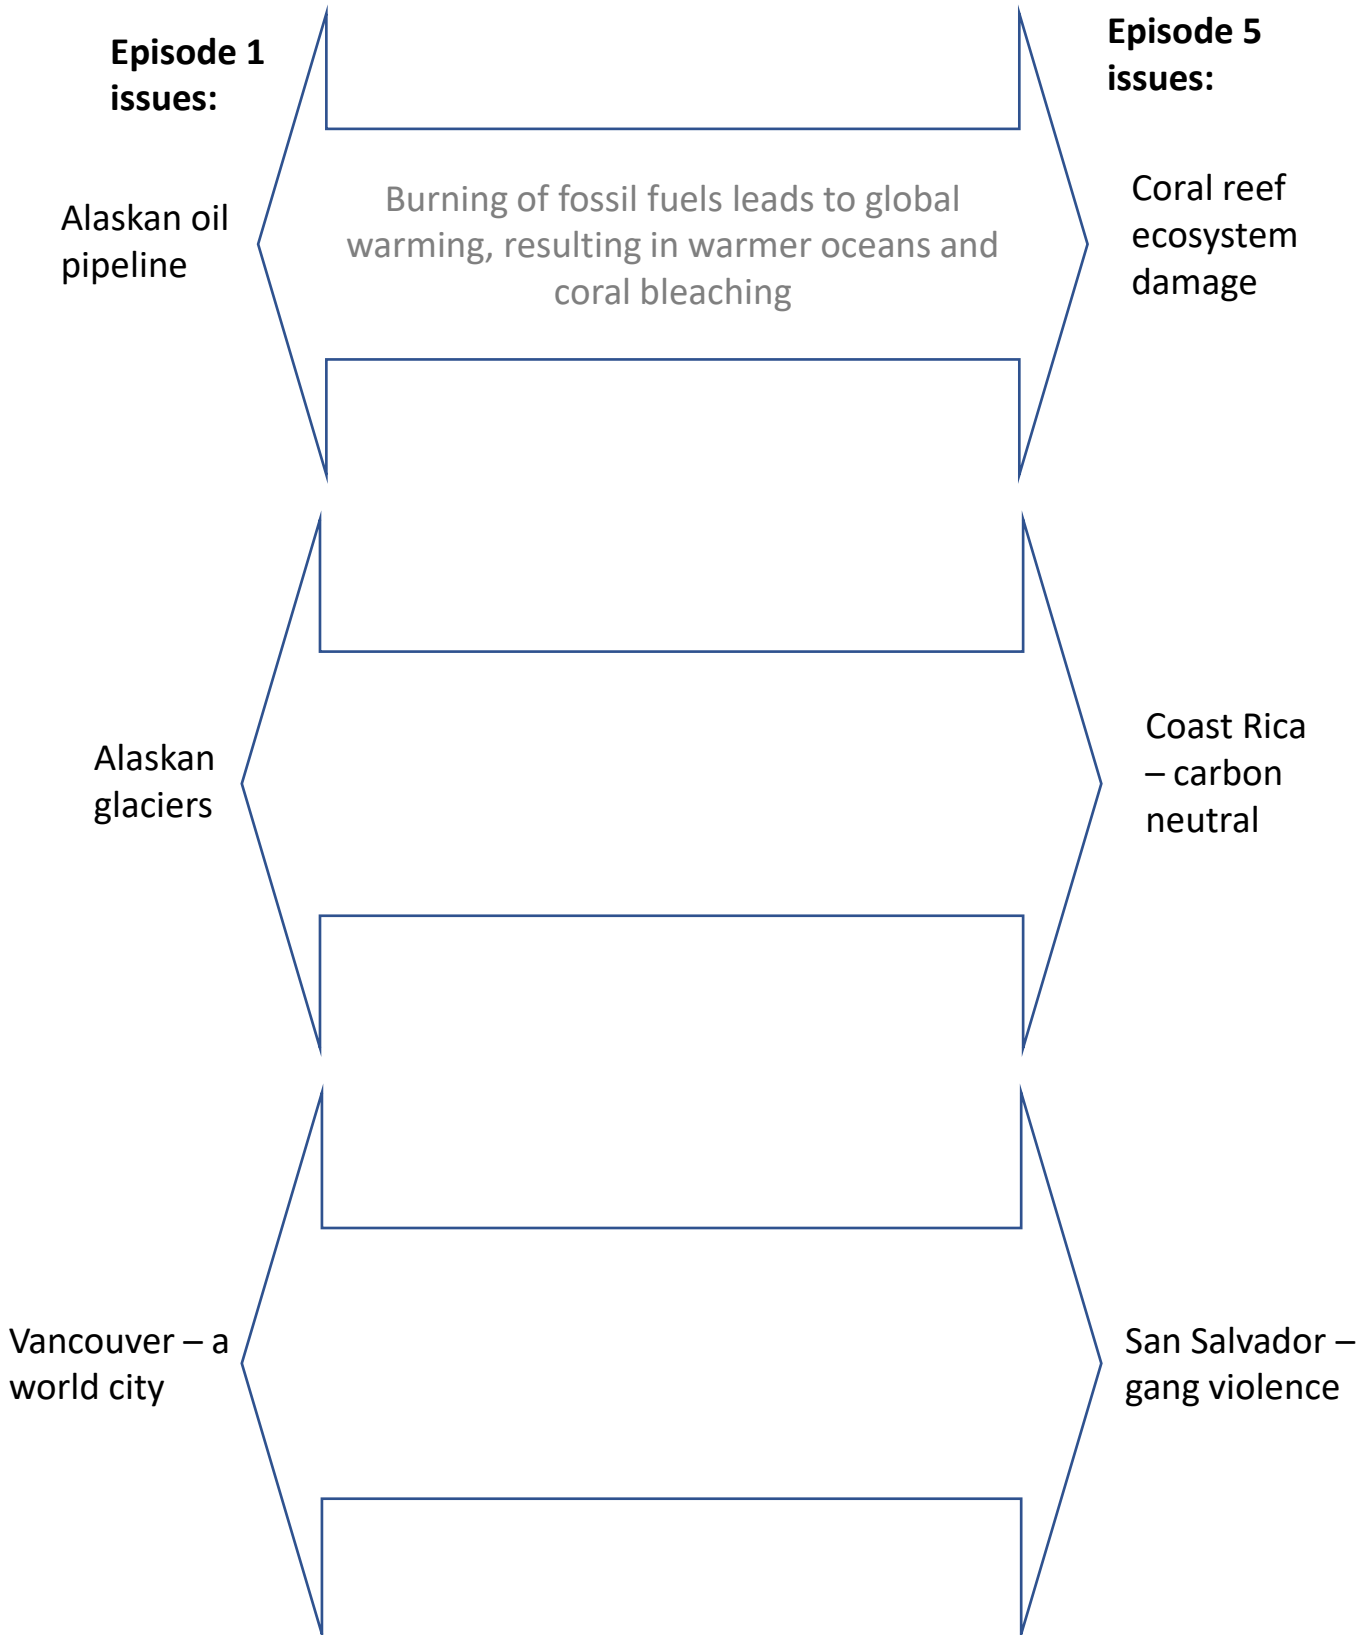 Episode 1
issues:
Episode 5
issues:
Alaskan oil
pipeline
Burning of fossil fuels leads to global
warming, resulting in warmer oceans and
coral bleaching
Coral reef
ecosystem
damage
Alaskan
glaciers
Coast Rica
– carbon
neutral
Vancouver – a
world city
San Salvador –
gang violence